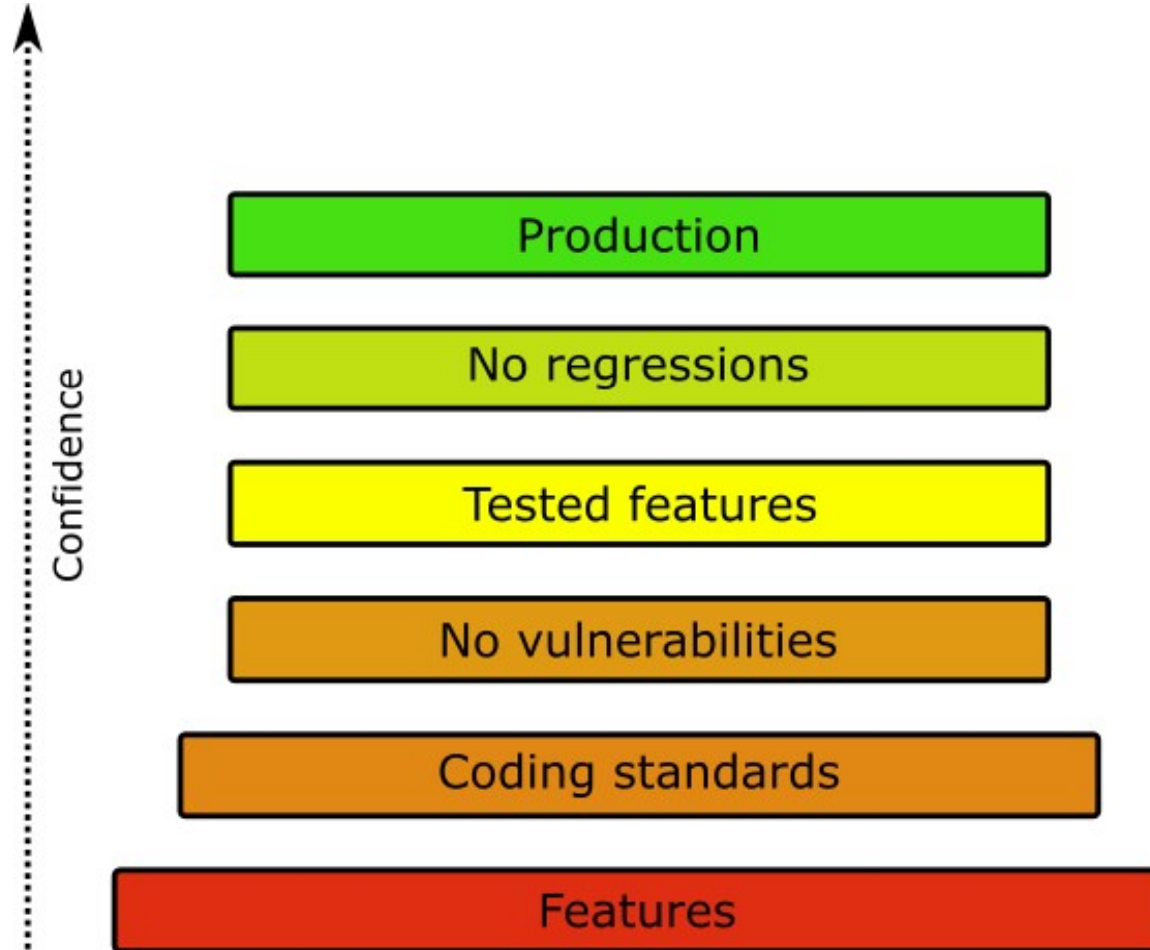 Production
No regressions
Confidence
Tested features
No vulnerabilities
Coding standards
Features